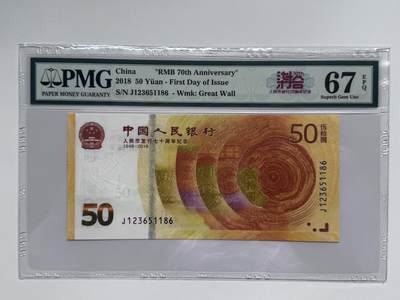 PMG
PAPER MONEY GUARANTY
China "RMB 70th Anniversary"
2018 50 Yüan - First Day of Issue
S/N J123651186 - Wmk: Great Wall
67 EPQ
Superb Gem Unc
中国人民银行
人民币发行七十周年纪念
1948-2018
50 伍拾圆
50
J123651186
J123651186